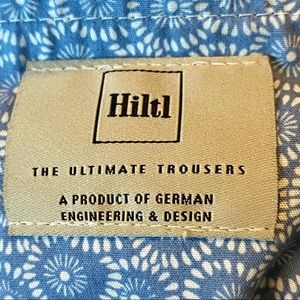 Hiltl
THE ULTIMATE TROUSERS
A PRODUCT OF GERMAN
ENGINEERING & DESIGN